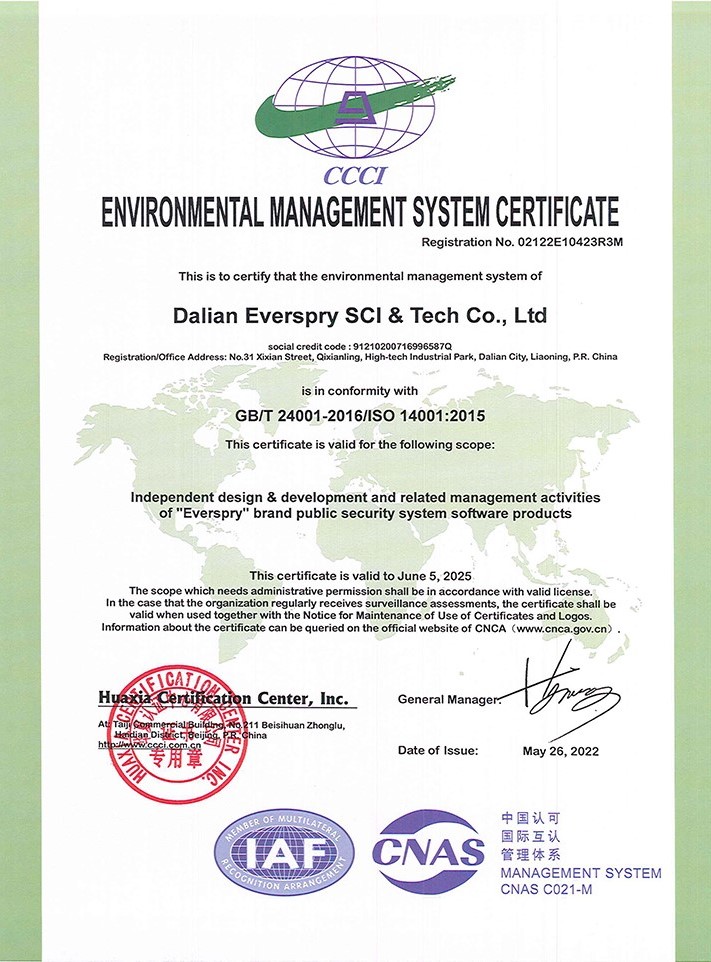 CCCI
ENVIRONMENTAL MANAGEMENT SYSTEM CERTIFICATE
Registration No. 02122E10423R3M
This is to certify that the environmental management system of
Dalian Everspry SCI & Tech Co., Ltd
social credit code : 91210200716996587Q
Registration/Office Address: No.31 Xixian Street, Qixianling, High-tech Industrial Park, Dalian City, Liaoning, P.R. China
is in conformity with
GB/T 24001-2016/ISO 14001:2015
This certificate is valid for the following scope:
Independent design & development and related management activities
of "Everspry" brand public security system software products
This certificate is valid to June 5, 2025
The scope which needs administrative permission shall be in accordance with valid license.
In the case that the organization regularly receives surveillance assessments, the certificate shall be
valid when used together with the Notice for Maintenance of Use of Certificates and Logos.
Information about the certificate can be queried on the official website of CNCA（www.cnca.gov.cn）.
Huaxia Certification Center, Inc.
At: Taiji Commercial Building, No.211 Beisihuan Zhonglu,
Haidian District, Beijing, P.R. China
http://www.ccci.com.cn
HUAXIA CERTIFICATION CENTER INC.
专用章
General Manager:
Date of Issue: May 26, 2022
MEMBER OF MULTILATERAL
IAF
RECOGNITION ARRANGEMENT
CNAS
中国认可
国际互认
管理体系
MANAGEMENT SYSTEM
CNAS C021-M